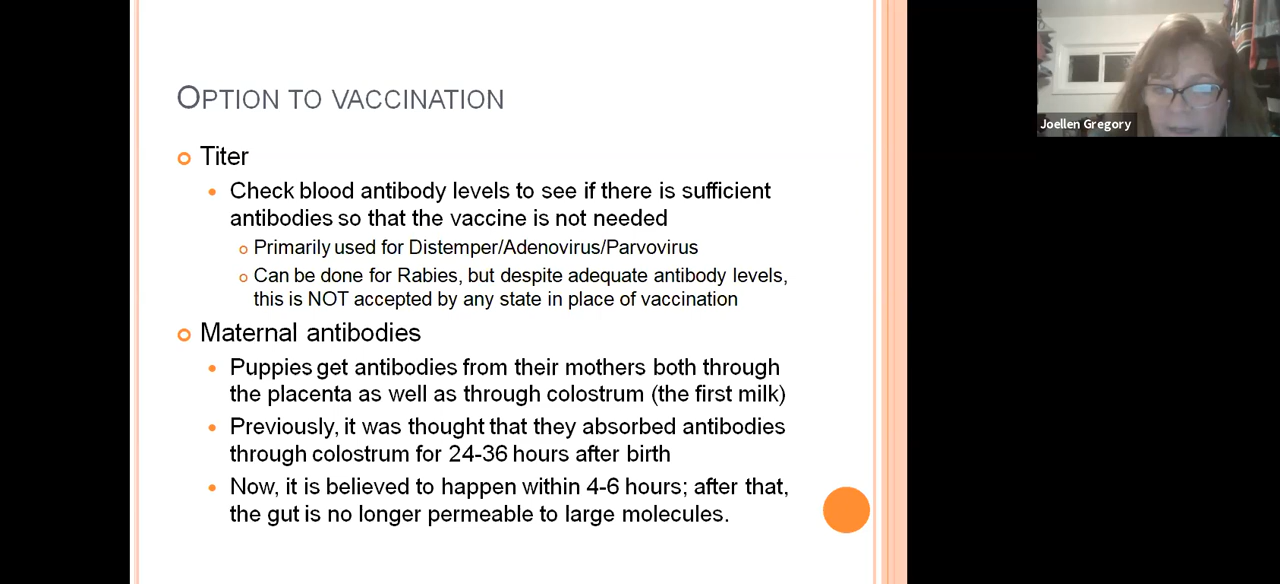 OPTION TO VACCINATION
Joellen Gregory
Titer
Check blood antibody levels to see if there is sufficient
antibodies so that the vaccine is not needed
Primarily used for Distemper/Adenovirus/Parvovirus
Can be done for Rabies, but despite adequate antibody levels,
this is NOT accepted by any state in place of vaccination
Maternal antibodies
Puppies get antibodies from their mothers both through
the placenta as well as through colostrum (the first milk)
Previously, it was thought that they absorbed antibodies
through colostrum for 24-36 hours after birth
Now, it is believed to happen within 4-6 hours; after that,
the gut is no longer permeable to large molecules.